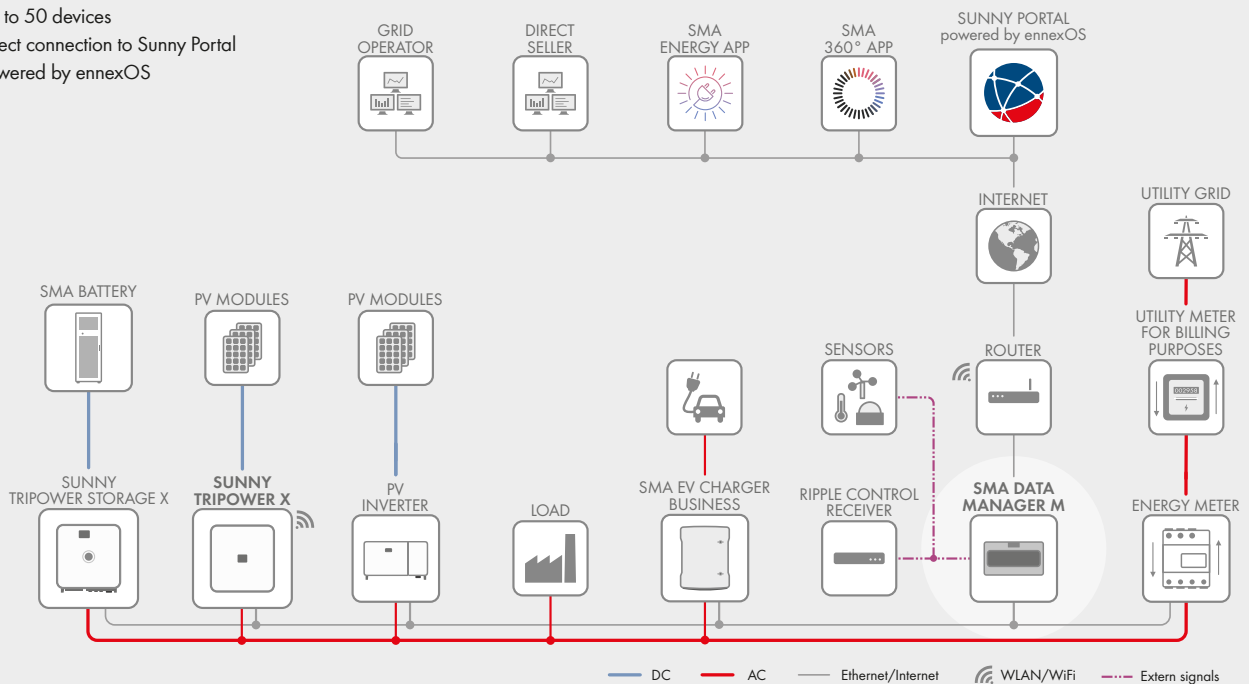 to 50 devices
ect connection to Sunny Portal
wered by ennexOS
GRID
OPERATOR
DIRECT
SELLER
SMA
ENERGY APP
SMA
360° APP
SUNNY PORTAL
powered by ennexOS
INTERNET
UTILITY GRID
SMA BATTERY
PV MODULES
PV MODULES
SENSORS
ROUTER
UTILITY METER
FOR BILLING
PURPOSES
002958
SUNNY
TRIPOWER STORAGE X
SUNNY
TRIPOWER X
PV
INVERTER
LOAD
SMA EV CHARGER
BUSINESS
RIPPLE CONTROL
RECEIVER
SMA DATA
MANAGER M
ENERGY METER
DC
AC
Ethernet/Internet
WLAN/WiFi
Extern signals